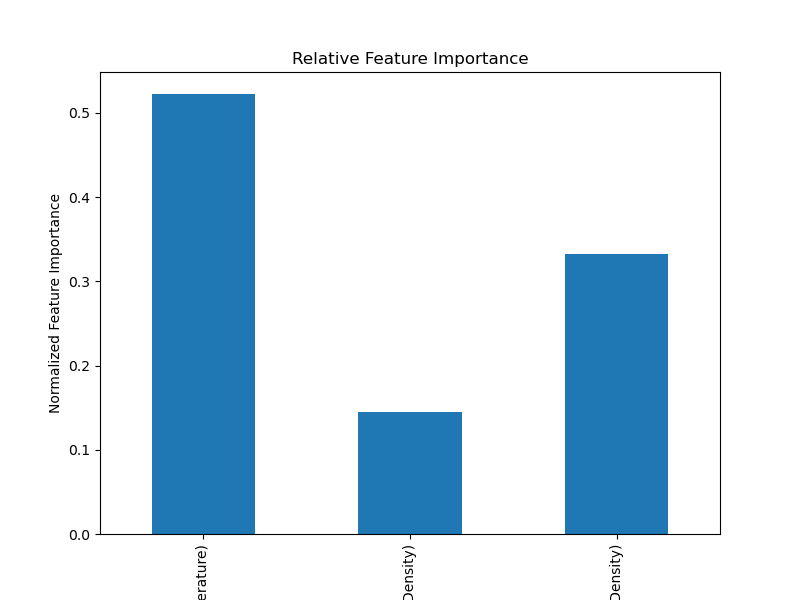 Relative Feature Importance
Normalized Feature Importance
0.5
0.4
0.3
0.2
0.1
0.0
erature)
Density)
Density)